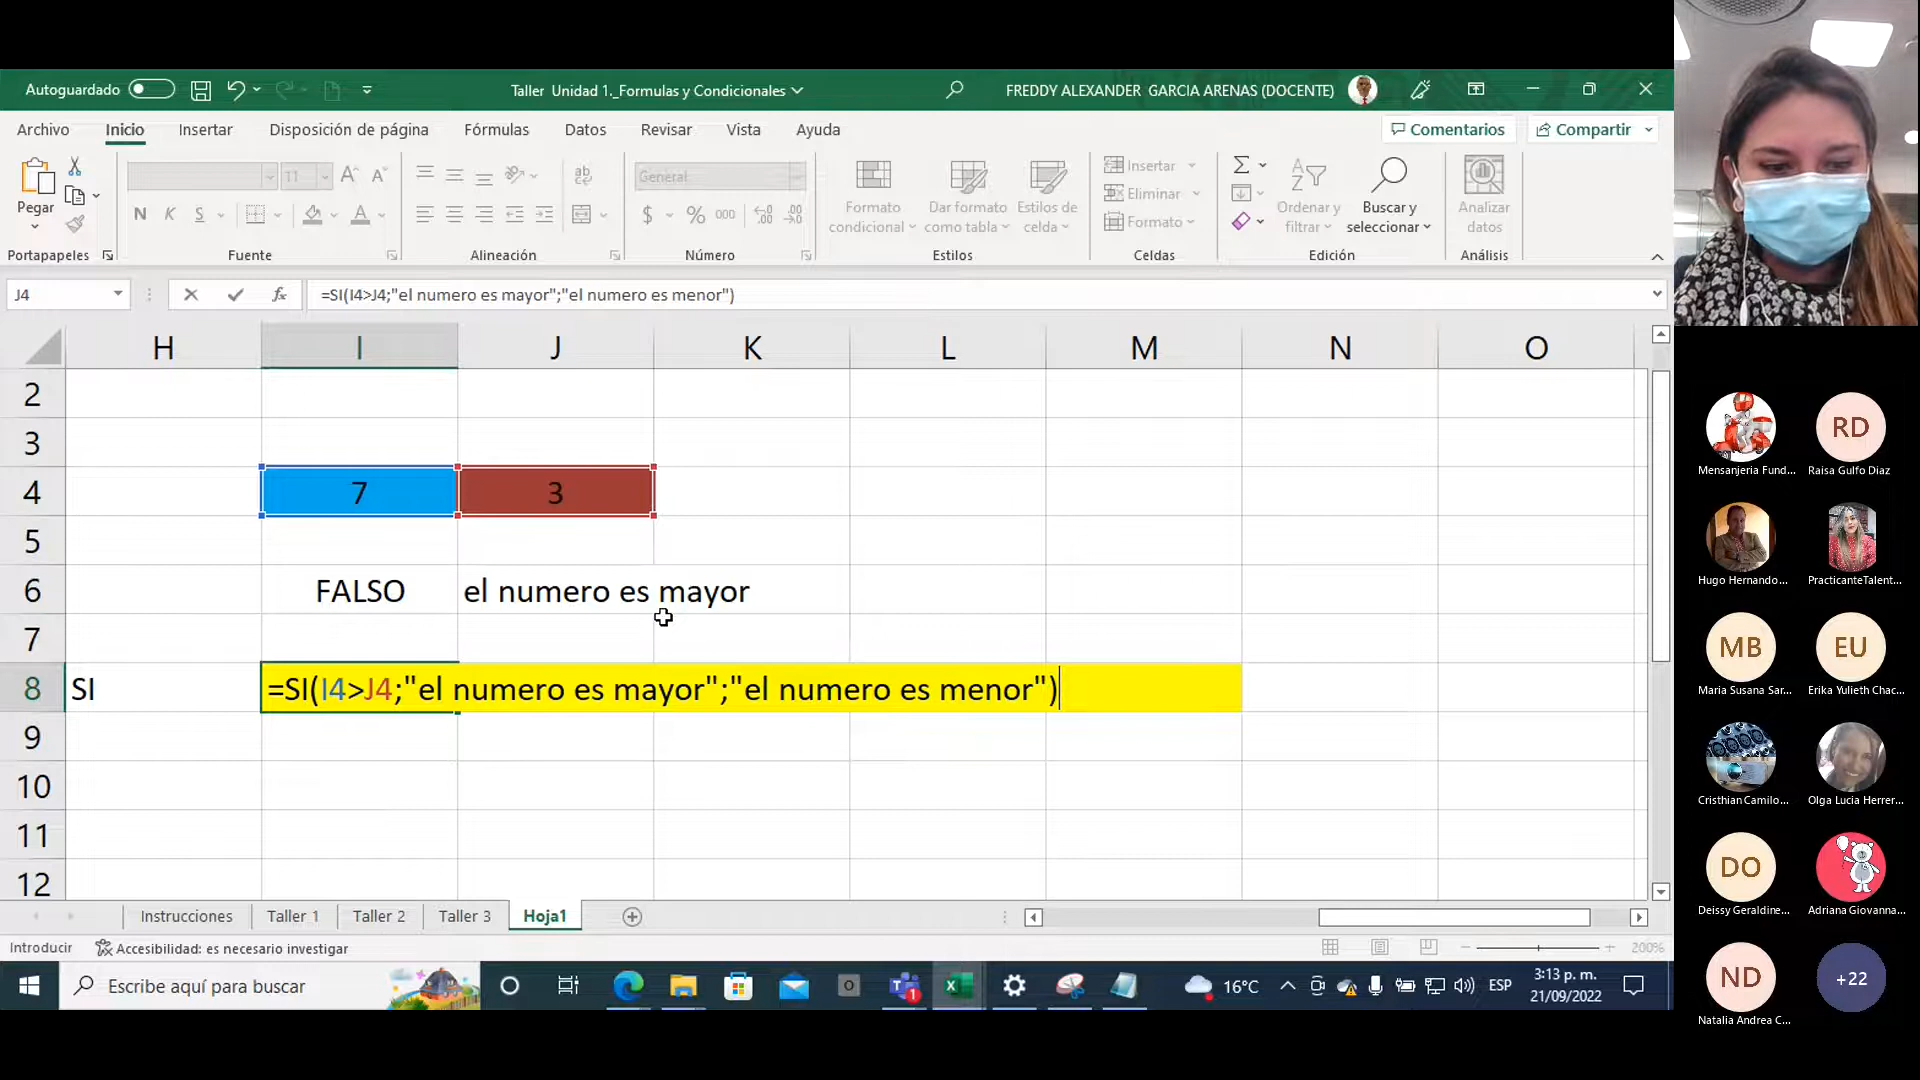 Autoguardado
Taller Unidad 1._Formulas y Condicionales
FREDDY ALEXANDER GARCIA ARENAS (DOCENTE)
Archivo Inicio Insertar Disposición de página Fórmulas Datos Revisar Vista Ayuda
Comentarios Compartir
Pegar
11
General
Formato condicional
Dar formato como tabla
Estilos de celda
Insertar
Eliminar
Formato
Ordenar y filtrar
Buscar y seleccionar
Analizar datos
Portapapeles Fuente Alineación Número Estilos Celdas Edición Análisis
J4
fx
=SI(I4>J4;"el numero es mayor";"el numero es menor")
H I J K L M N O
2
3
4 7 3
5
6 FALSO el numero es mayor
7
8 SI =SI(I4>J4;"el numero es mayor";"el numero es menor")
9
10
11
12
Instrucciones Taller 1 Taller 2 Taller 3 Hoja1
Introducir Accesibilidad: es necesario investigar 200%
Escribe aquí para buscar
1
16°C ESP
3:13 p. m.
21/09/2022
RD
Mensanjeria Fund... Raisa Gulfo Diaz
Hugo Hernando... PracticanteTalent...
MB EU
Maria Susana Sar... Erika Yulieth Chac...
Cristhian Camilo... Olga Lucia Herrer...
DO
Deissy Geraldine... Adriana Giovanna...
ND +22
Natalia Andrea C...